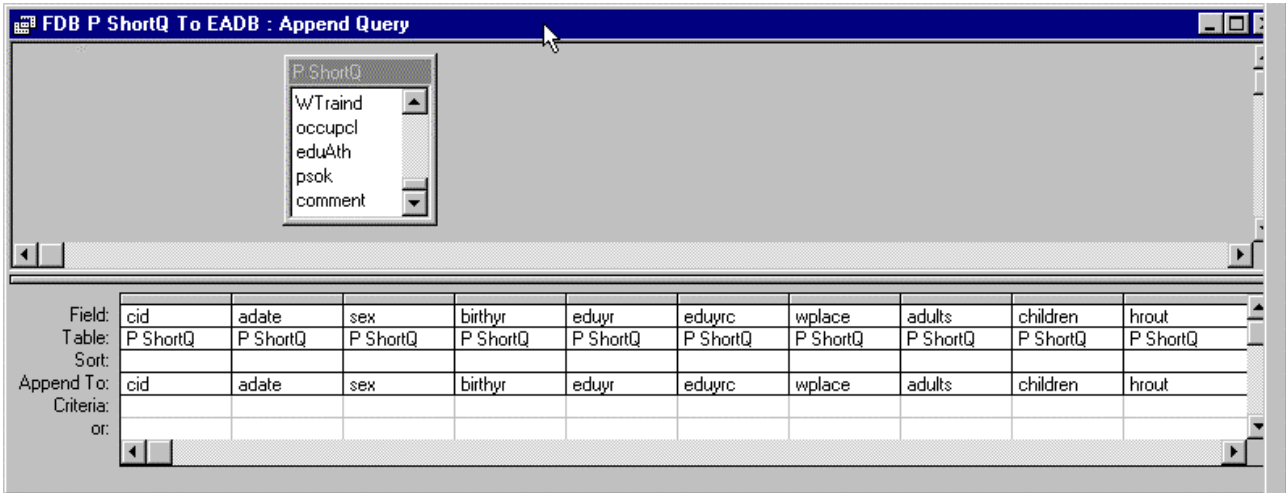 FDB P ShortQ To EADB : Append Query
P ShortQ
WTraind
occupcl
eduAth
psok
comment
Field: cid adate sex birthyr eduyr eduyrc wplace adults children hrout
Table: P ShortQ P ShortQ P ShortQ P ShortQ P ShortQ P ShortQ P ShortQ P ShortQ P ShortQ P ShortQ
Sort:
Append To: cid adate sex birthyr eduyr eduyrc wplace adults children hrout
Criteria:
or: